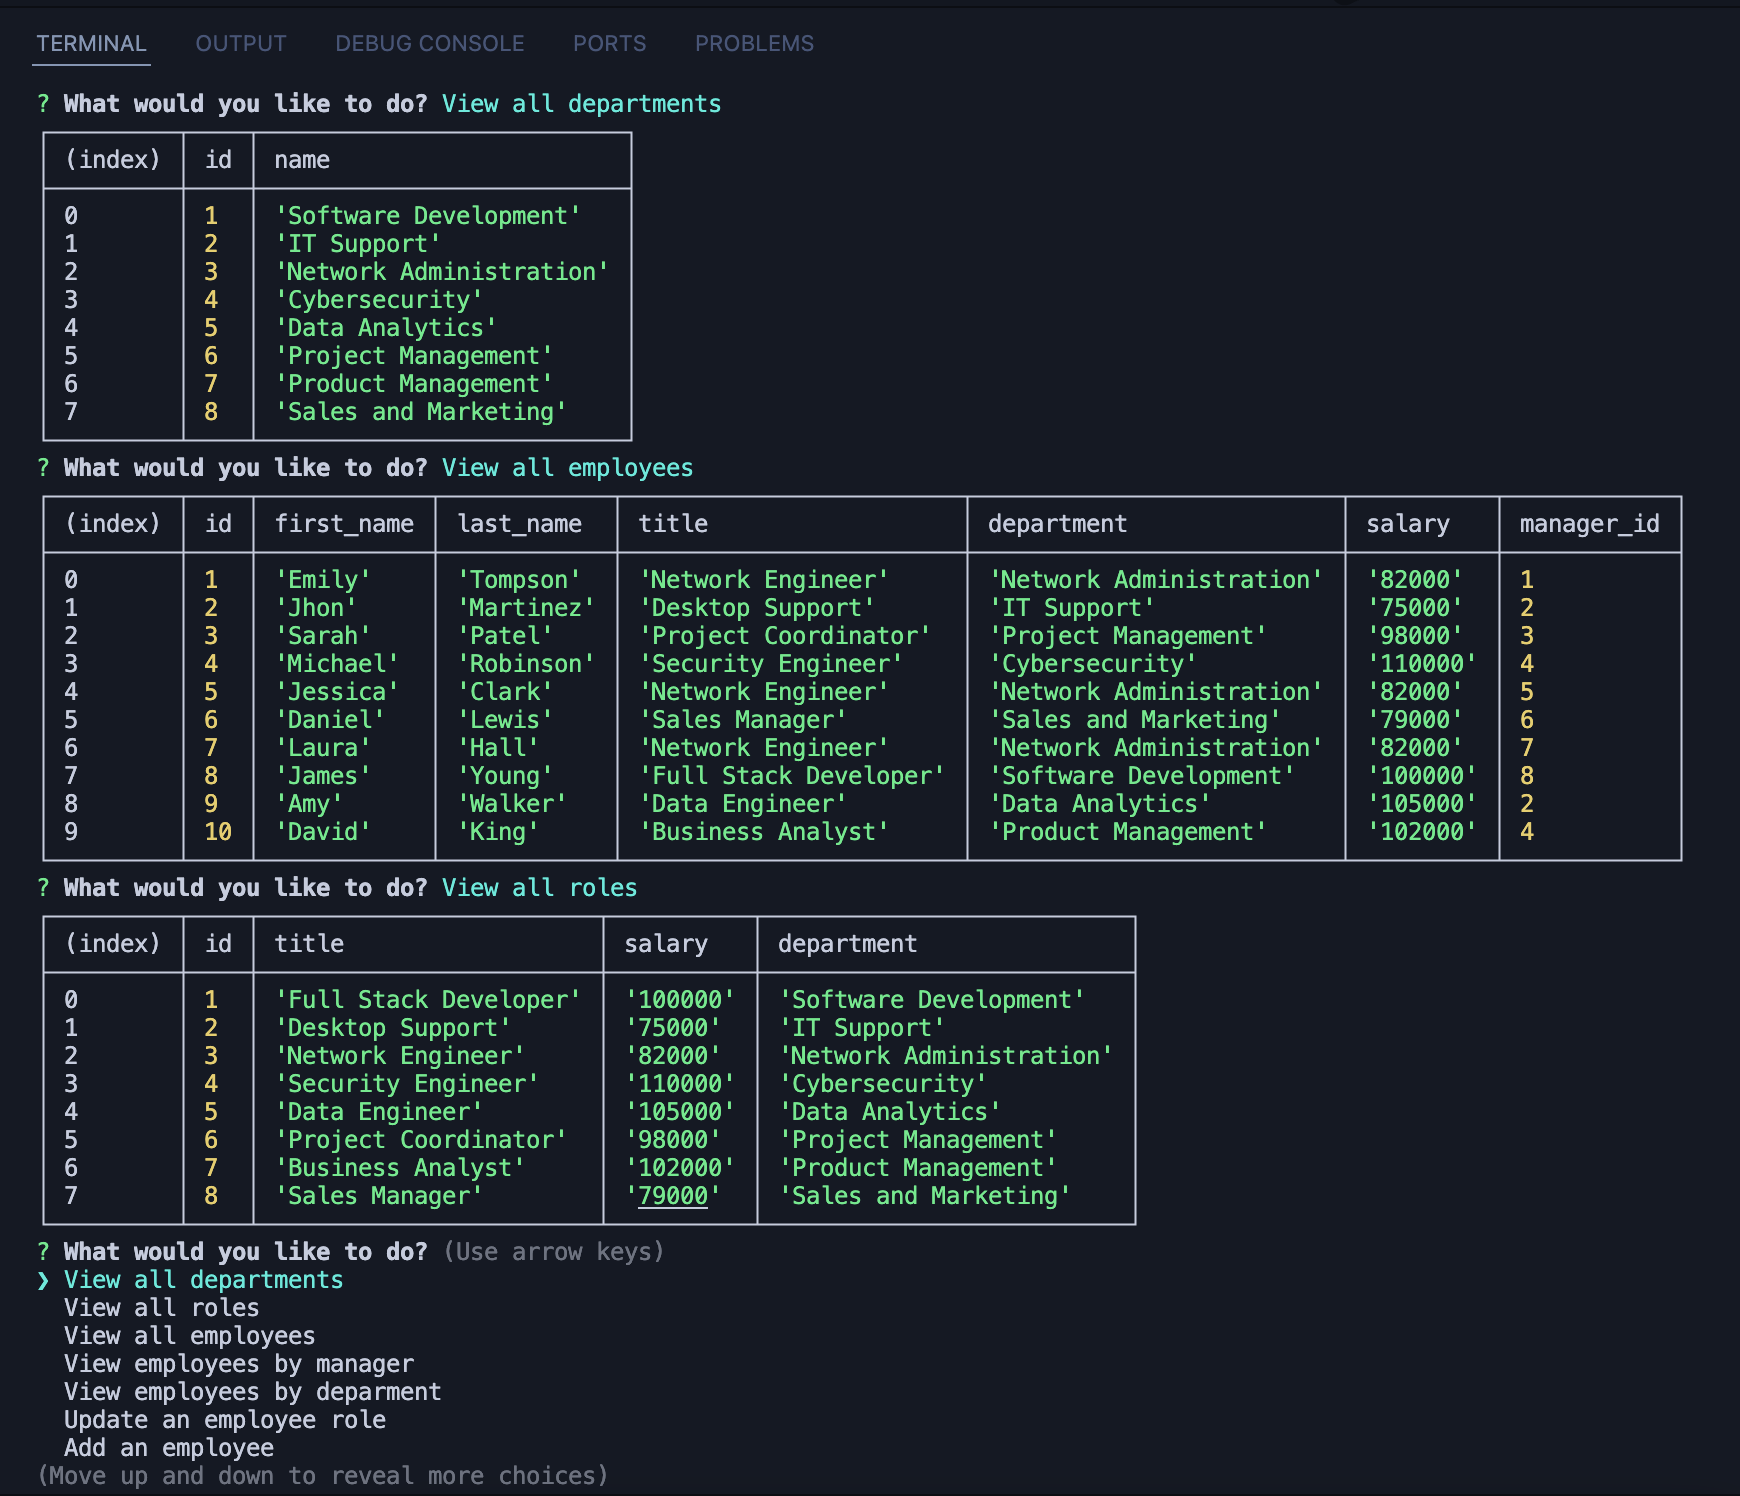 TERMINAL OUTPUT DEBUG CONSOLE PORTS PROBLEMS
? What would you like to do? View all departments
(index) id name
0 1 'Software Development'
1 2 'IT Support'
2 3 'Network Administration'
3 4 'Cybersecurity'
4 5 'Data Analytics'
5 6 'Project Management'
6 7 'Product Management'
7 8 'Sales and Marketing'
? What would you like to do? View all employees
(index) id first_name last_name title department salary manager_id
0 1 'Emily' 'Tompson' 'Network Engineer' 'Network Administration' '82000' 1
1 2 'Jhon' 'Martinez' 'Desktop Support' 'IT Support' '75000' 2
2 3 'Sarah' 'Patel' 'Project Coordinator' 'Project Management' '98000' 3
3 4 'Michael' 'Robinson' 'Security Engineer' 'Cybersecurity' '110000' 4
4 5 'Jessica' 'Clark' 'Network Engineer' 'Network Administration' '82000' 5
5 6 'Daniel' 'Lewis' 'Sales Manager' 'Sales and Marketing' '79000' 6
6 7 'Laura' 'Hall' 'Network Engineer' 'Network Administration' '82000' 7
7 8 'James' 'Young' 'Full Stack Developer' 'Software Development' '100000' 8
8 9 'Amy' 'Walker' 'Data Engineer' 'Data Analytics' '105000' 2
9 10 'David' 'King' 'Business Analyst' 'Product Management' '102000' 4
? What would you like to do? View all roles
(index) id title salary department
0 1 'Full Stack Developer' '100000' 'Software Development'
1 2 'Desktop Support' '75000' 'IT Support'
2 3 'Network Engineer' '82000' 'Network Administration'
3 4 'Security Engineer' '110000' 'Cybersecurity'
4 5 'Data Engineer' '105000' 'Data Analytics'
5 6 'Project Coordinator' '98000' 'Project Management'
6 7 'Business Analyst' '102000' 'Product Management'
7 8 'Sales Manager' '79000' 'Sales and Marketing'
? What would you like to do? (Use arrow keys)
❯ View all departments
View all roles
View all employees
View employees by manager
View employees by deparment
Update an employee role
Add an employee
(Move up and down to reveal more choices)